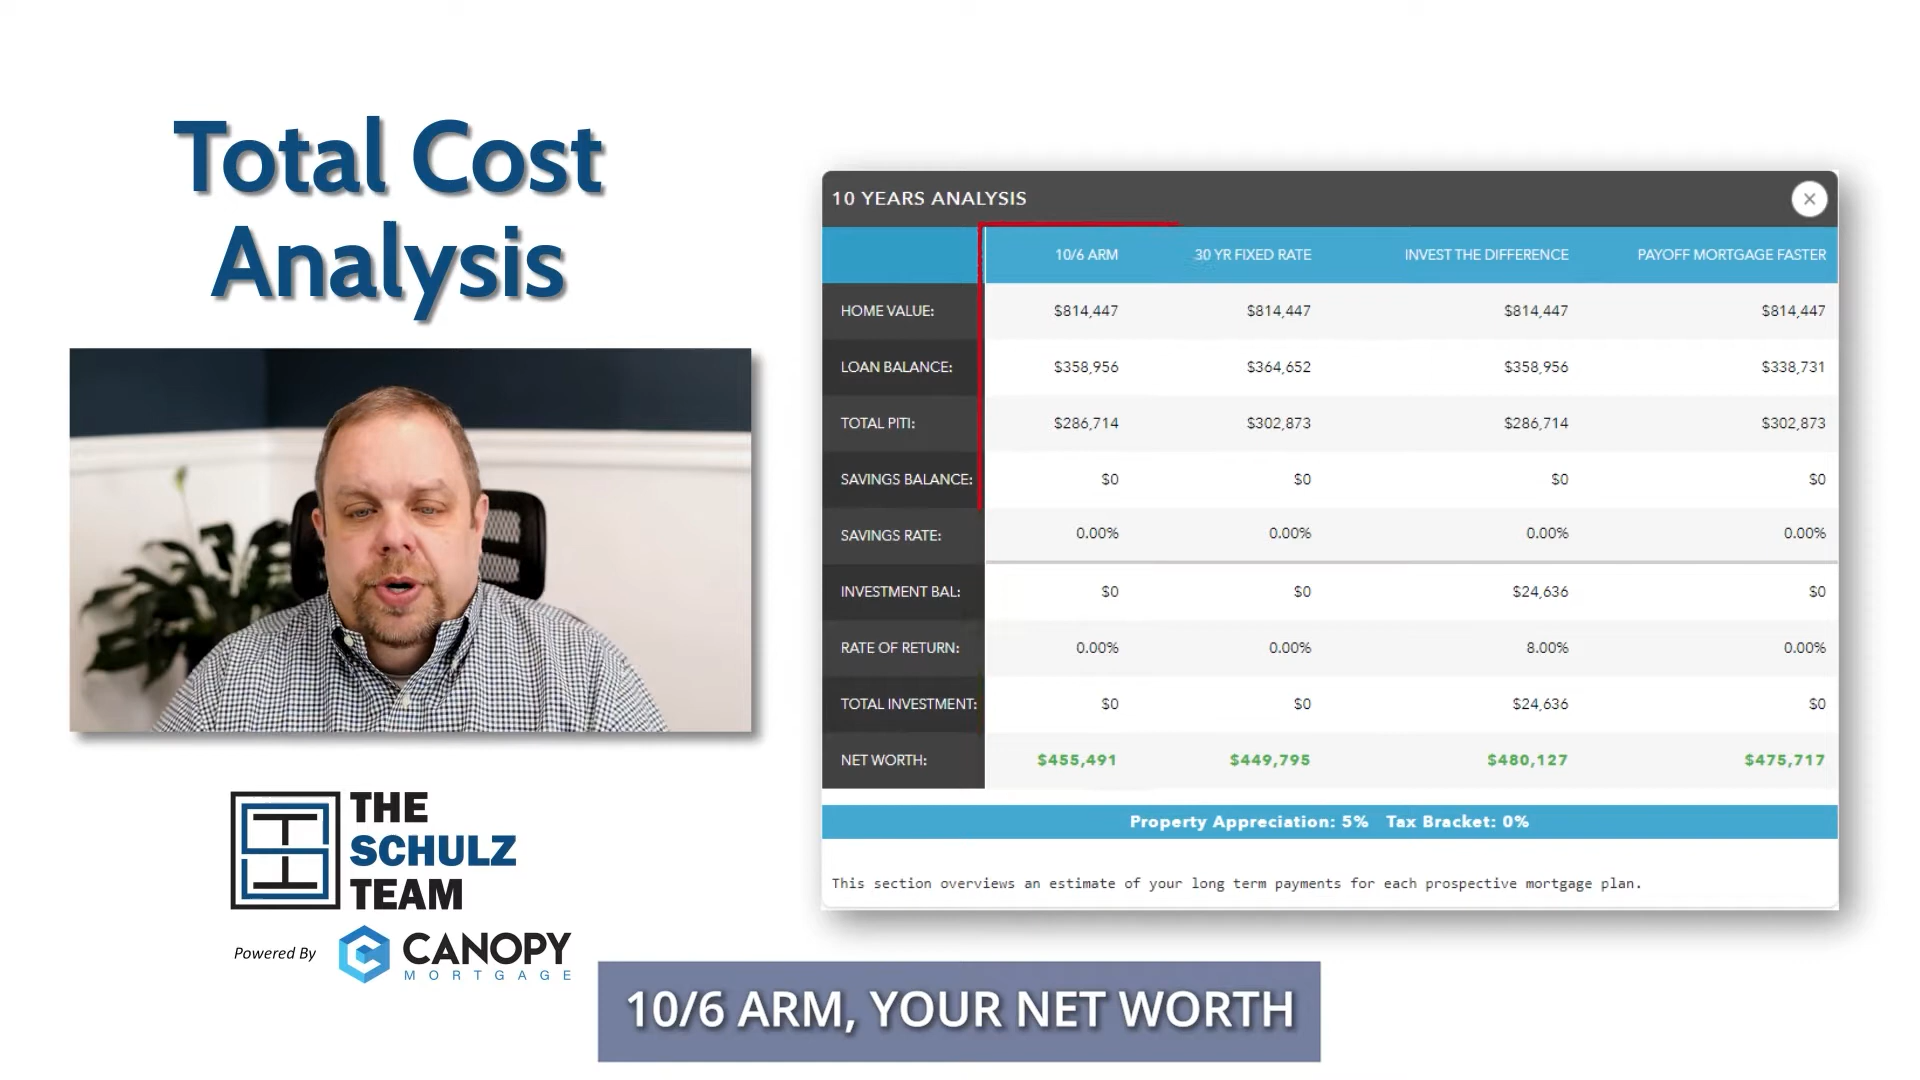 Total Cost
Analysis
10 YEARS ANALYSIS
10/6 ARM 30 YR FIXED RATE INVEST THE DIFFERENCE PAYOFF MORTGAGE FASTER
HOME VALUE: $814,447 $814,447 $814,447 $814,447
LOAN BALANCE: $358,956 $364,652 $358,956 $338,731
TOTAL PITI: $286,714 $302,873 $286,714 $302,873
SAVINGS BALANCE: $0 $0 $0 $0
SAVINGS RATE: 0.00% 0.00% 0.00% 0.00%
INVESTMENT BAL: $0 $0 $24,636 $0
RATE OF RETURN: 0.00% 0.00% 8.00% 0.00%
TOTAL INVESTMENT: $0 $0 $24,636 $0
NET WORTH: $455,491 $449,795 $480,127 $475,717
Property Appreciation: 5% Tax Bracket: 0%
This section overviews an estimate of your long term payments for each prospective mortgage plan.
THE
SCHULZ
TEAM
Powered By CANOPY
MORTGAGE
10/6 ARM, YOUR NET WORTH